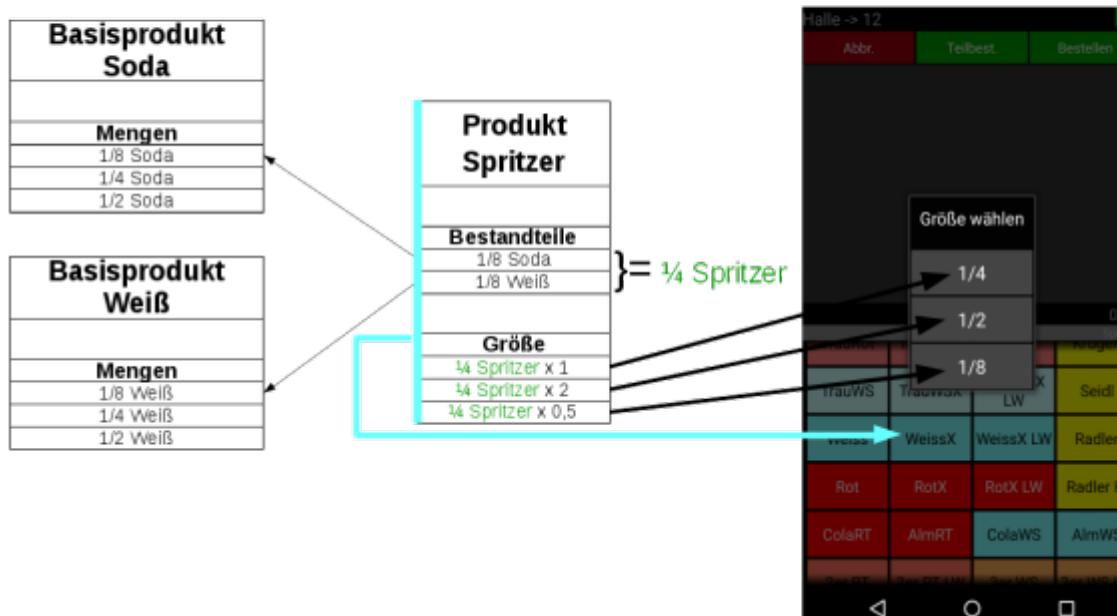 Basisprodukt
Soda
Mengen
1/8 Soda
1/4 Soda
1/2 Soda
Basisprodukt
Weiß
Mengen
1/8 Weiß
1/4 Weiß
1/2 Weiß
Produkt
Spritzer
Bestandteile
1/8 Soda
1/8 Weiß
}= ¼ Spritzer
Größe
¼ Spritzer x 1
¼ Spritzer x 2
¼ Spritzer x 0,5
Halle -> 12
Abbr. Teilbest. Bestellen
Größe wählen
1/4
1/2
1/8
TrauWS TrauWSX LW Seidl
Weiss WeissX WeissX LW Radler
Rot RotX RotX LW Radler
ColaRT AlmRT ColaWS AlmWS